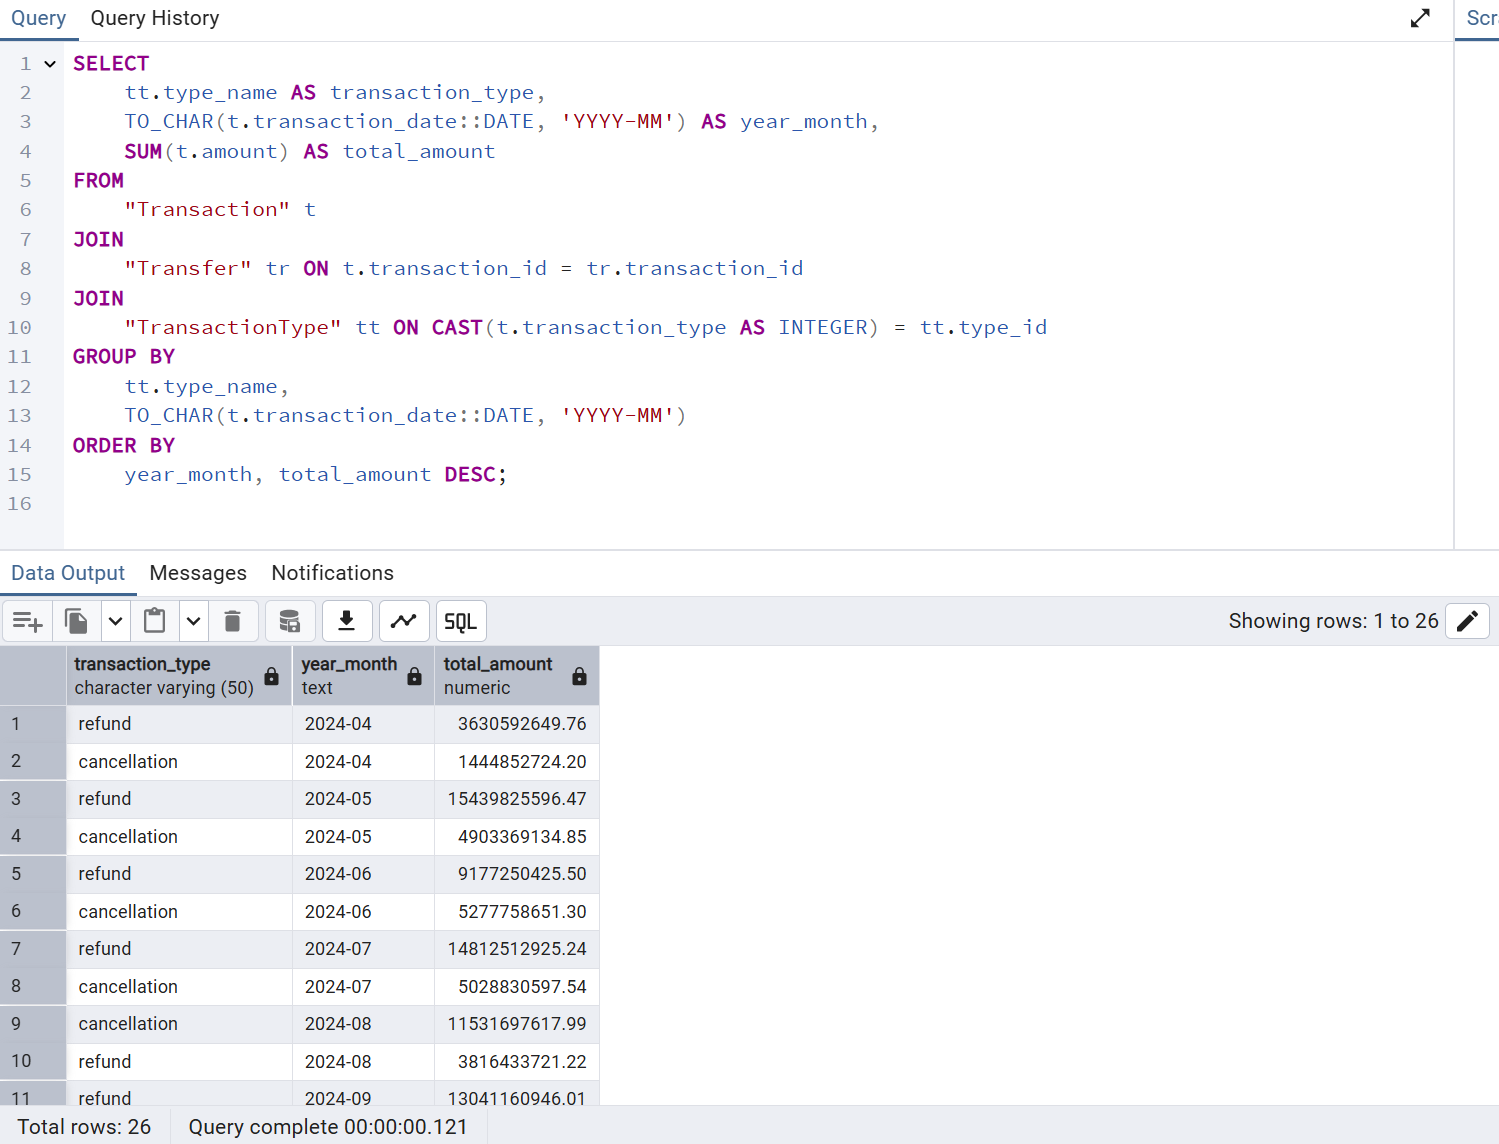 Query Query History Scr
1 SELECT
2 tt.type_name AS transaction_type,
3 TO_CHAR(t.transaction_date::DATE, 'YYYY-MM') AS year_month,
4 SUM(t.amount) AS total_amount
5 FROM
6 "Transaction" t
7 JOIN
8 "Transfer" tr ON t.transaction_id = tr.transaction_id
9 JOIN
10 "TransactionType" tt ON CAST(t.transaction_type AS INTEGER) = tt.type_id
11 GROUP BY
12 tt.type_name,
13 TO_CHAR(t.transaction_date::DATE, 'YYYY-MM')
14 ORDER BY
15 year_month, total_amount DESC;
16
Data Output Messages Notifications
SQL Showing rows: 1 to 26
transaction_type year_month total_amount
character varying (50) text numeric
1 refund 2024-04 3630592649.76
2 cancellation 2024-04 1444852724.20
3 refund 2024-05 15439825596.47
4 cancellation 2024-05 4903369134.85
5 refund 2024-06 9177250425.50
6 cancellation 2024-06 5277758651.30
7 refund 2024-07 14812512925.24
8 cancellation 2024-07 5028830597.54
9 cancellation 2024-08 11531697617.99
10 refund 2024-08 3816433721.22
11 refund 2024-09 13041160946.01
Total rows: 26 Query complete 00:00:00.121